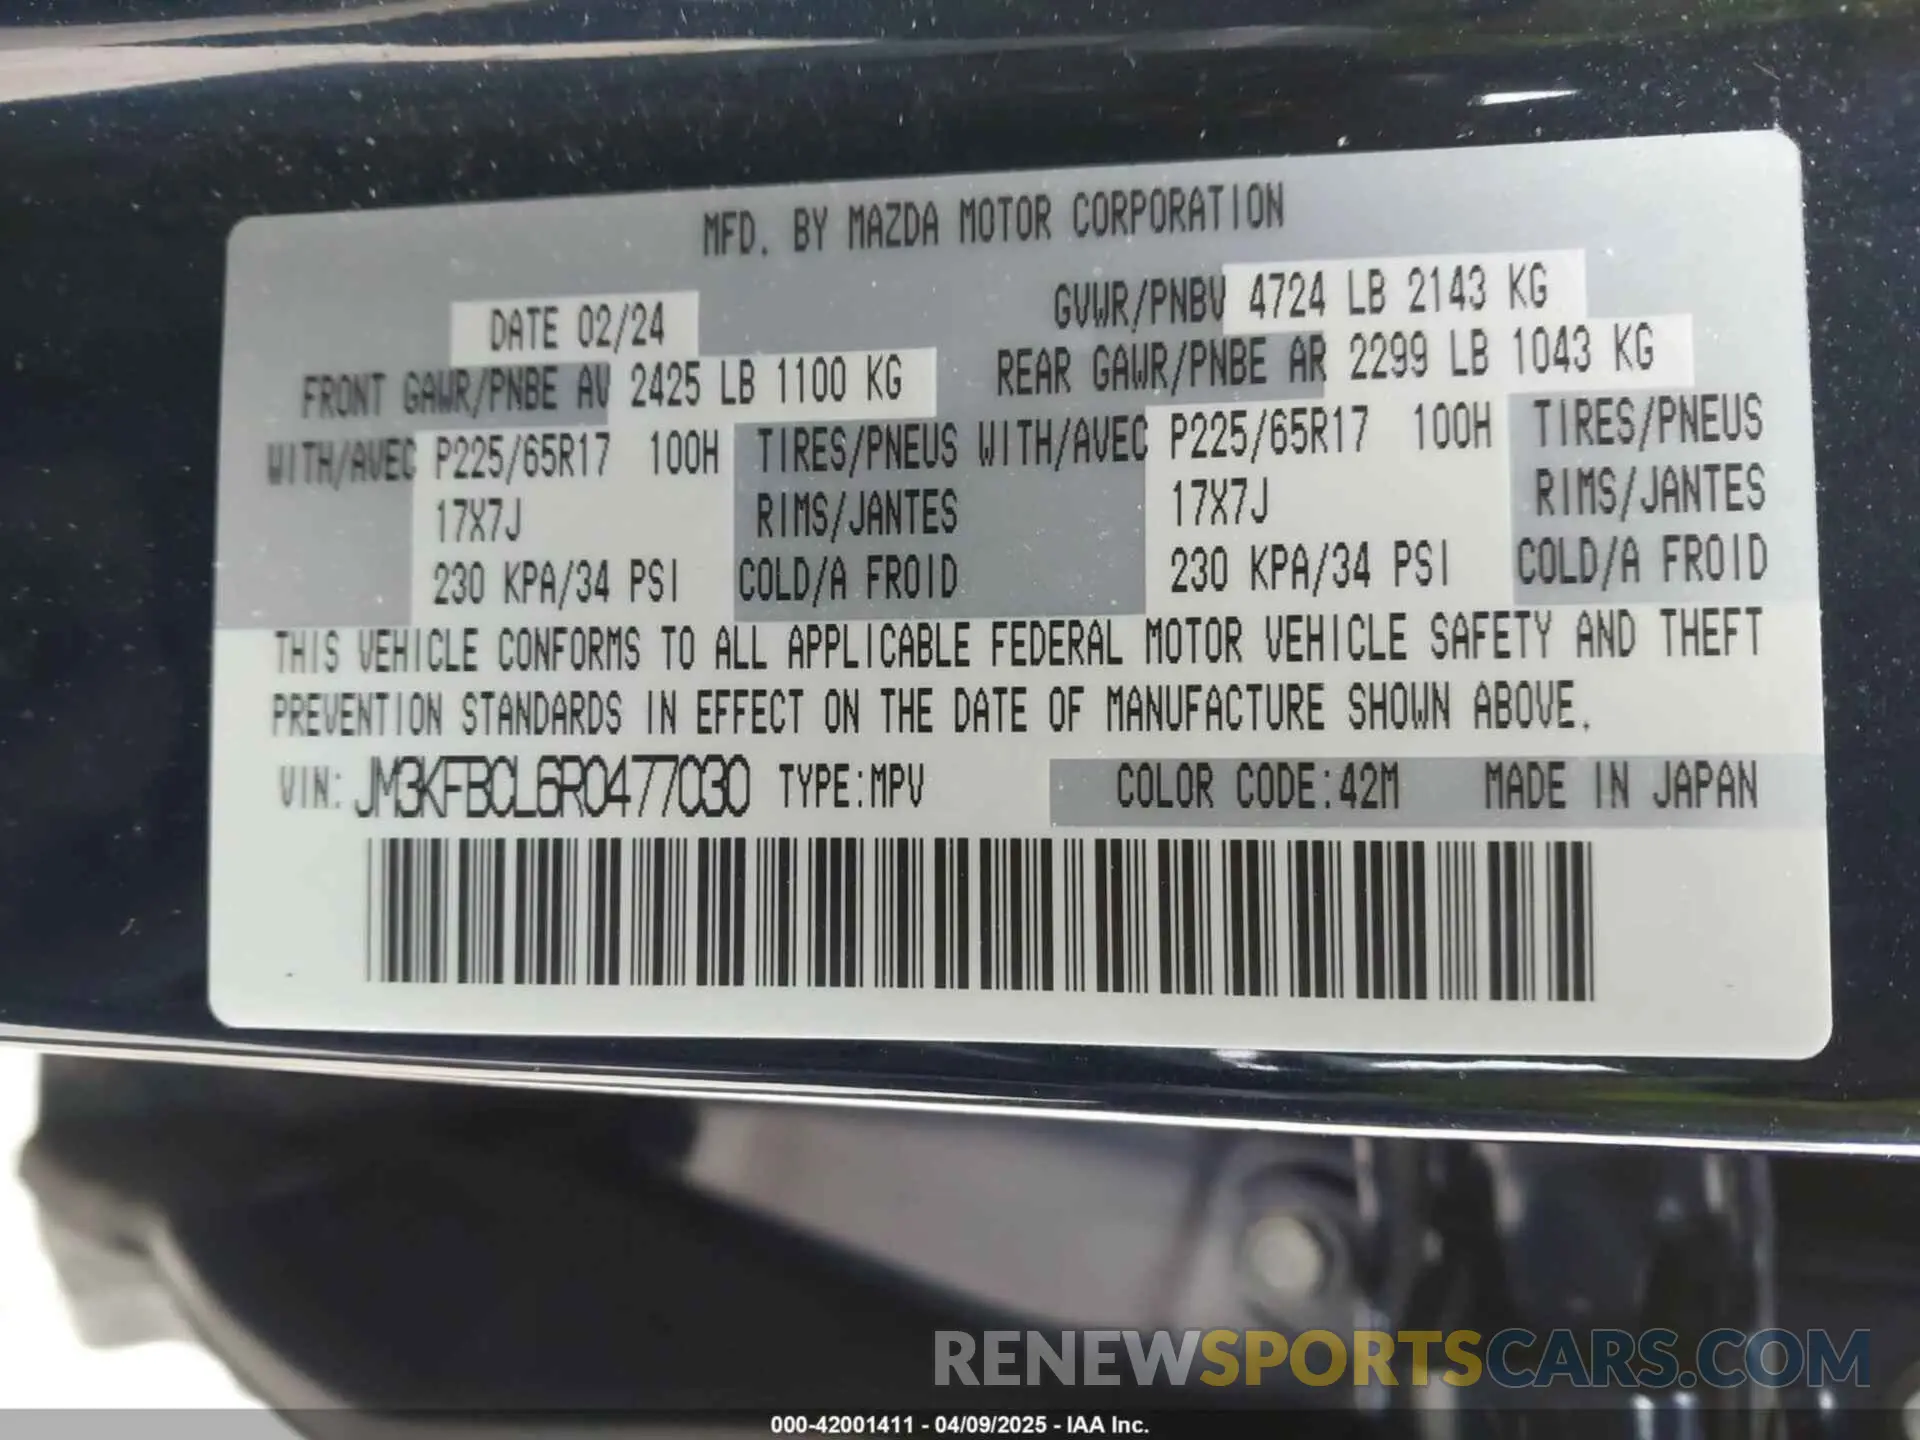 MFD. BY MAZDA MOTOR CORPORATION
DATE 02/24 GVWR/PNBV 4724 LB 2143 KG
FRONT GAWR/PNBE AV 2425 LB 1100 KG REAR GAWR/PNBE AR 2299 LB 1043 KG
WITH/AVEC P225/65R17 100H TIRES/PNEUS WITH/AVEC P225/65R17 100H TIRES/PNEUS
17X7J RIMS/JANTES 17X7J RIMS/JANTES
230 KPA/34 PSI COLD/A FROID 230 KPA/34 PSI COLD/A FROID
THIS VEHICLE CONFORMS TO ALL APPLICABLE FEDERAL MOTOR VEHICLE SAFETY AND THEFT
PREVENTION STANDARDS IN EFFECT ON THE DATE OF MANUFACTURE SHOWN ABOVE.
VIN: JM3KFBCL6R0477030 TYPE:MPV COLOR CODE:42M MADE IN JAPAN
RENEWSPORTSCARS.COM
000-42001411 - 04/09/2025 - IAA Inc.